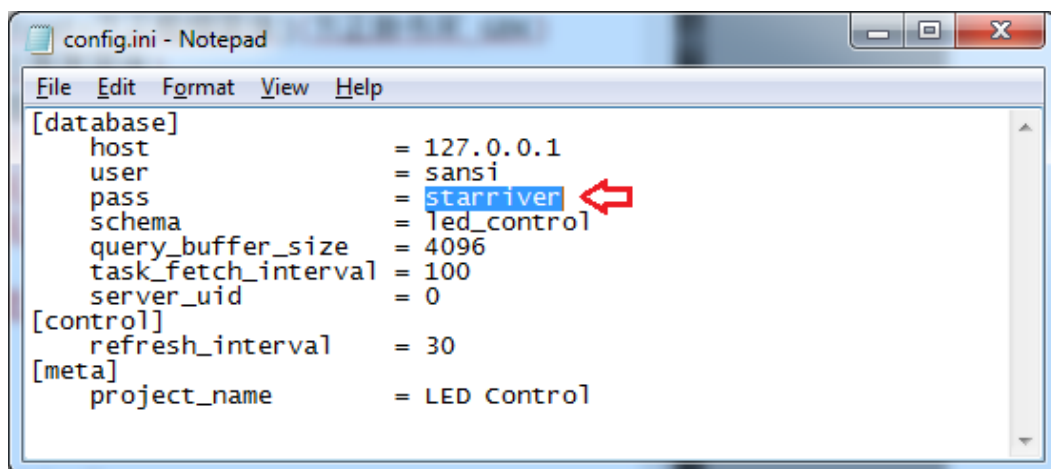 config.ini - Notepad
File Edit Format View Help
[database]
host = 127.0.0.1
user = sansi
pass = starriver
schema = led_control
query_buffer_size = 4096
task_fetch_interval = 100
server_uid = 0
[control]
refresh_interval = 30
[meta]
project_name = LED Control